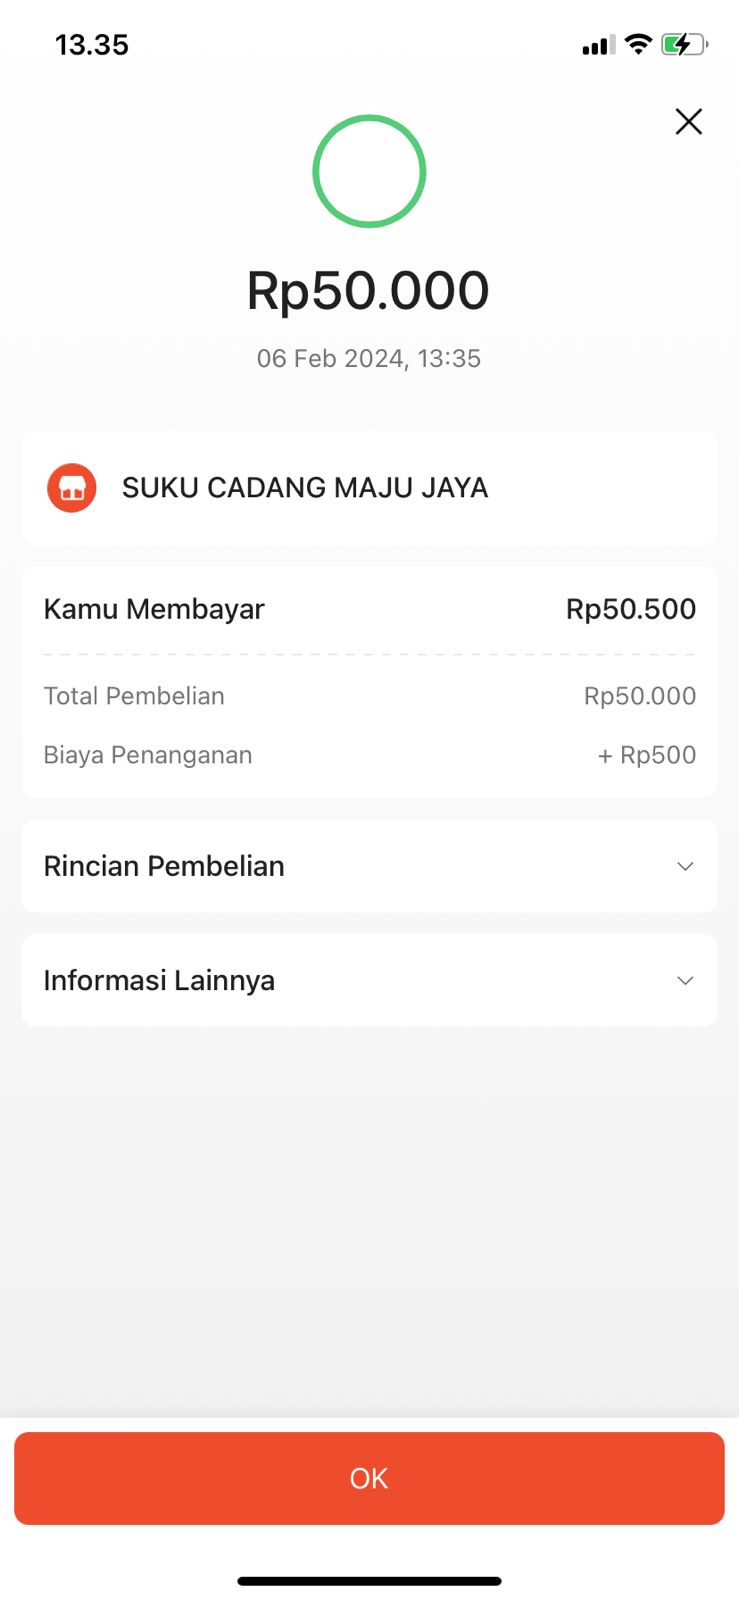 13.35
Rp50.000
06 Feb 2024, 13:35
SUKU CADANG MAJU JAYA
Kamu Membayar Rp50.500
Total Pembelian Rp50.000
Biaya Penanganan + Rp500
Rincian Pembelian
Informasi Lainnya
OK